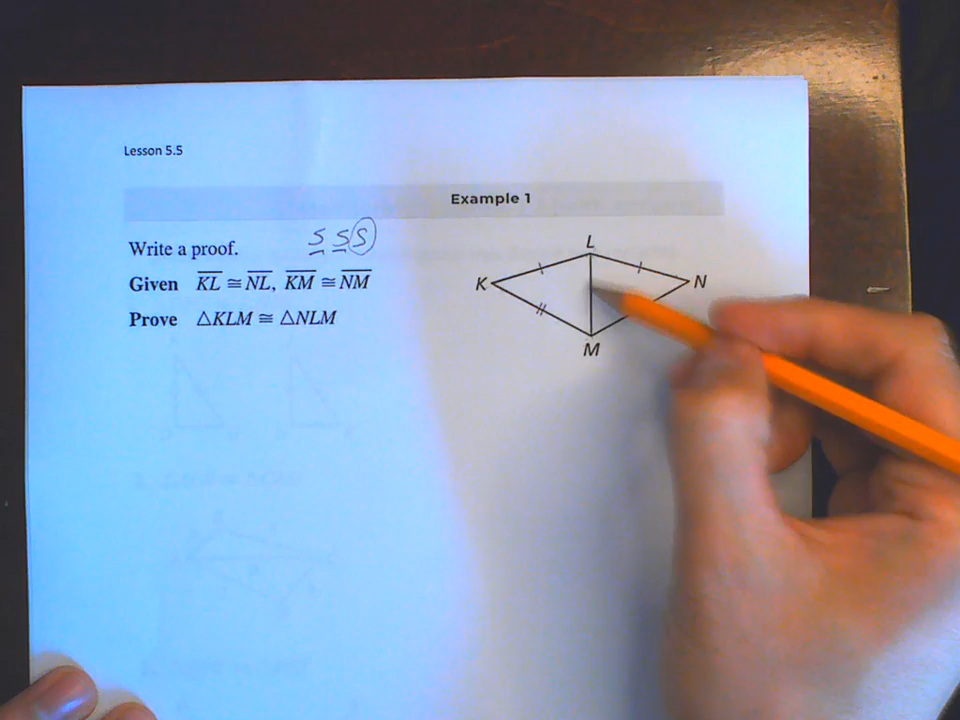 Lesson 5.5
Example 1
Write a proof.
S S S
Given KL ≅ NL, KM ≅ NM
Prove △KLM ≅ △NLM
L
K
N
M